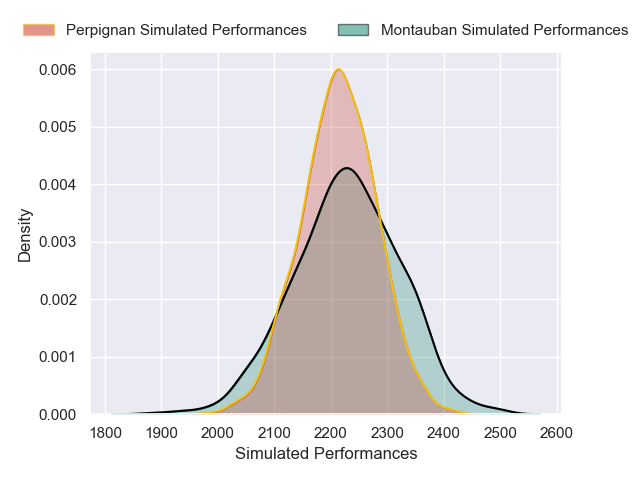 Perpignan Simulated Performances
Montauban Simulated Performances
0.006
0.005
0.004
0.003
0.002
0.001
0.000
Density
1800 1900 2000 2100 2200 2300 2400 2500 2600
Simulated Performances